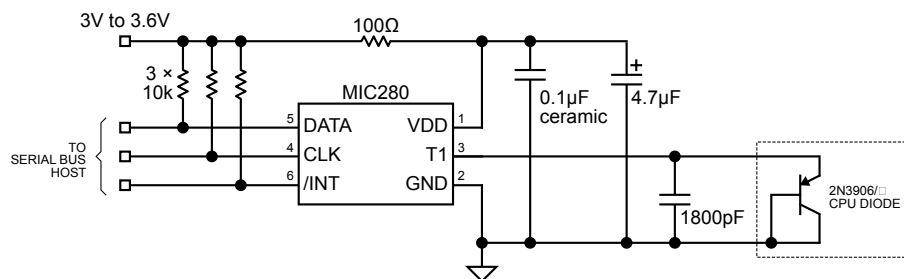 3V to 3.6V
100Ω
3 ×
10k
MIC280
0.1µF
ceramic
+
4.7µF
TO
SERIAL BUS
HOST
5 DATA
VDD 1
4 CLK
T1 3
6 /INT
GND 2
1800pF
2N3906/□
CPU DIODE